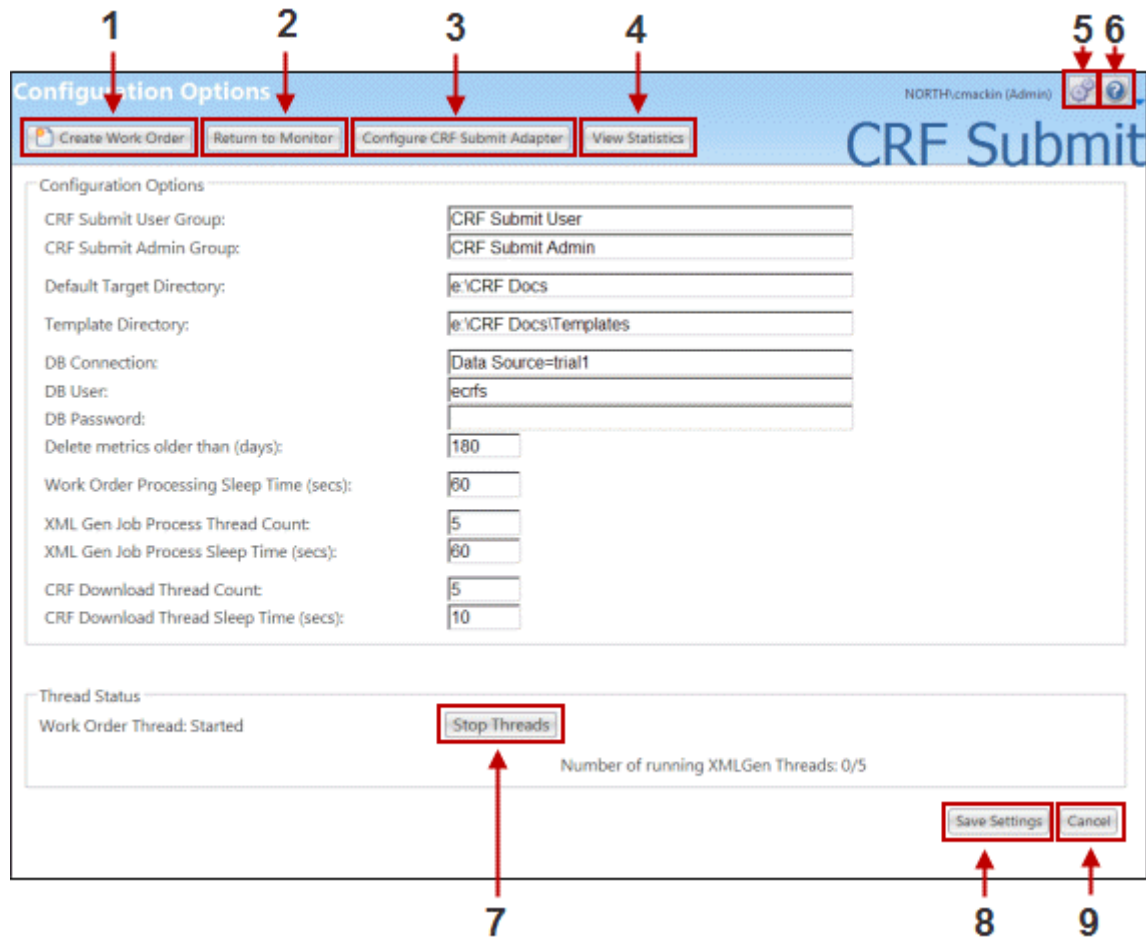 1 2 3 4 5 6
Configuration Options
NORTH\cmackin (Admin)
Create Work Order Return to Monitor Configure CRF Submit Adapter View Statistics
CRF Submit
Configuration Options
CRF Submit User Group: CRF Submit User
CRF Submit Admin Group: CRF Submit Admin
Default Target Directory: e:\CRF Docs
Template Directory: e:\CRF Docs\Templates
DB Connection: Data Source=trial1
DB User: ecrfs
DB Password:
Delete metrics older than (days): 180
Work Order Processing Sleep Time (secs): 60
XML Gen Job Process Thread Count: 5
XML Gen Job Process Sleep Time (secs): 60
CRF Download Thread Count: 5
CRF Download Thread Sleep Time (secs): 10
Thread Status
Work Order Thread: Started Stop Threads
Number of running XMLGen Threads: 0/5
Save Settings Cancel
7 8 9